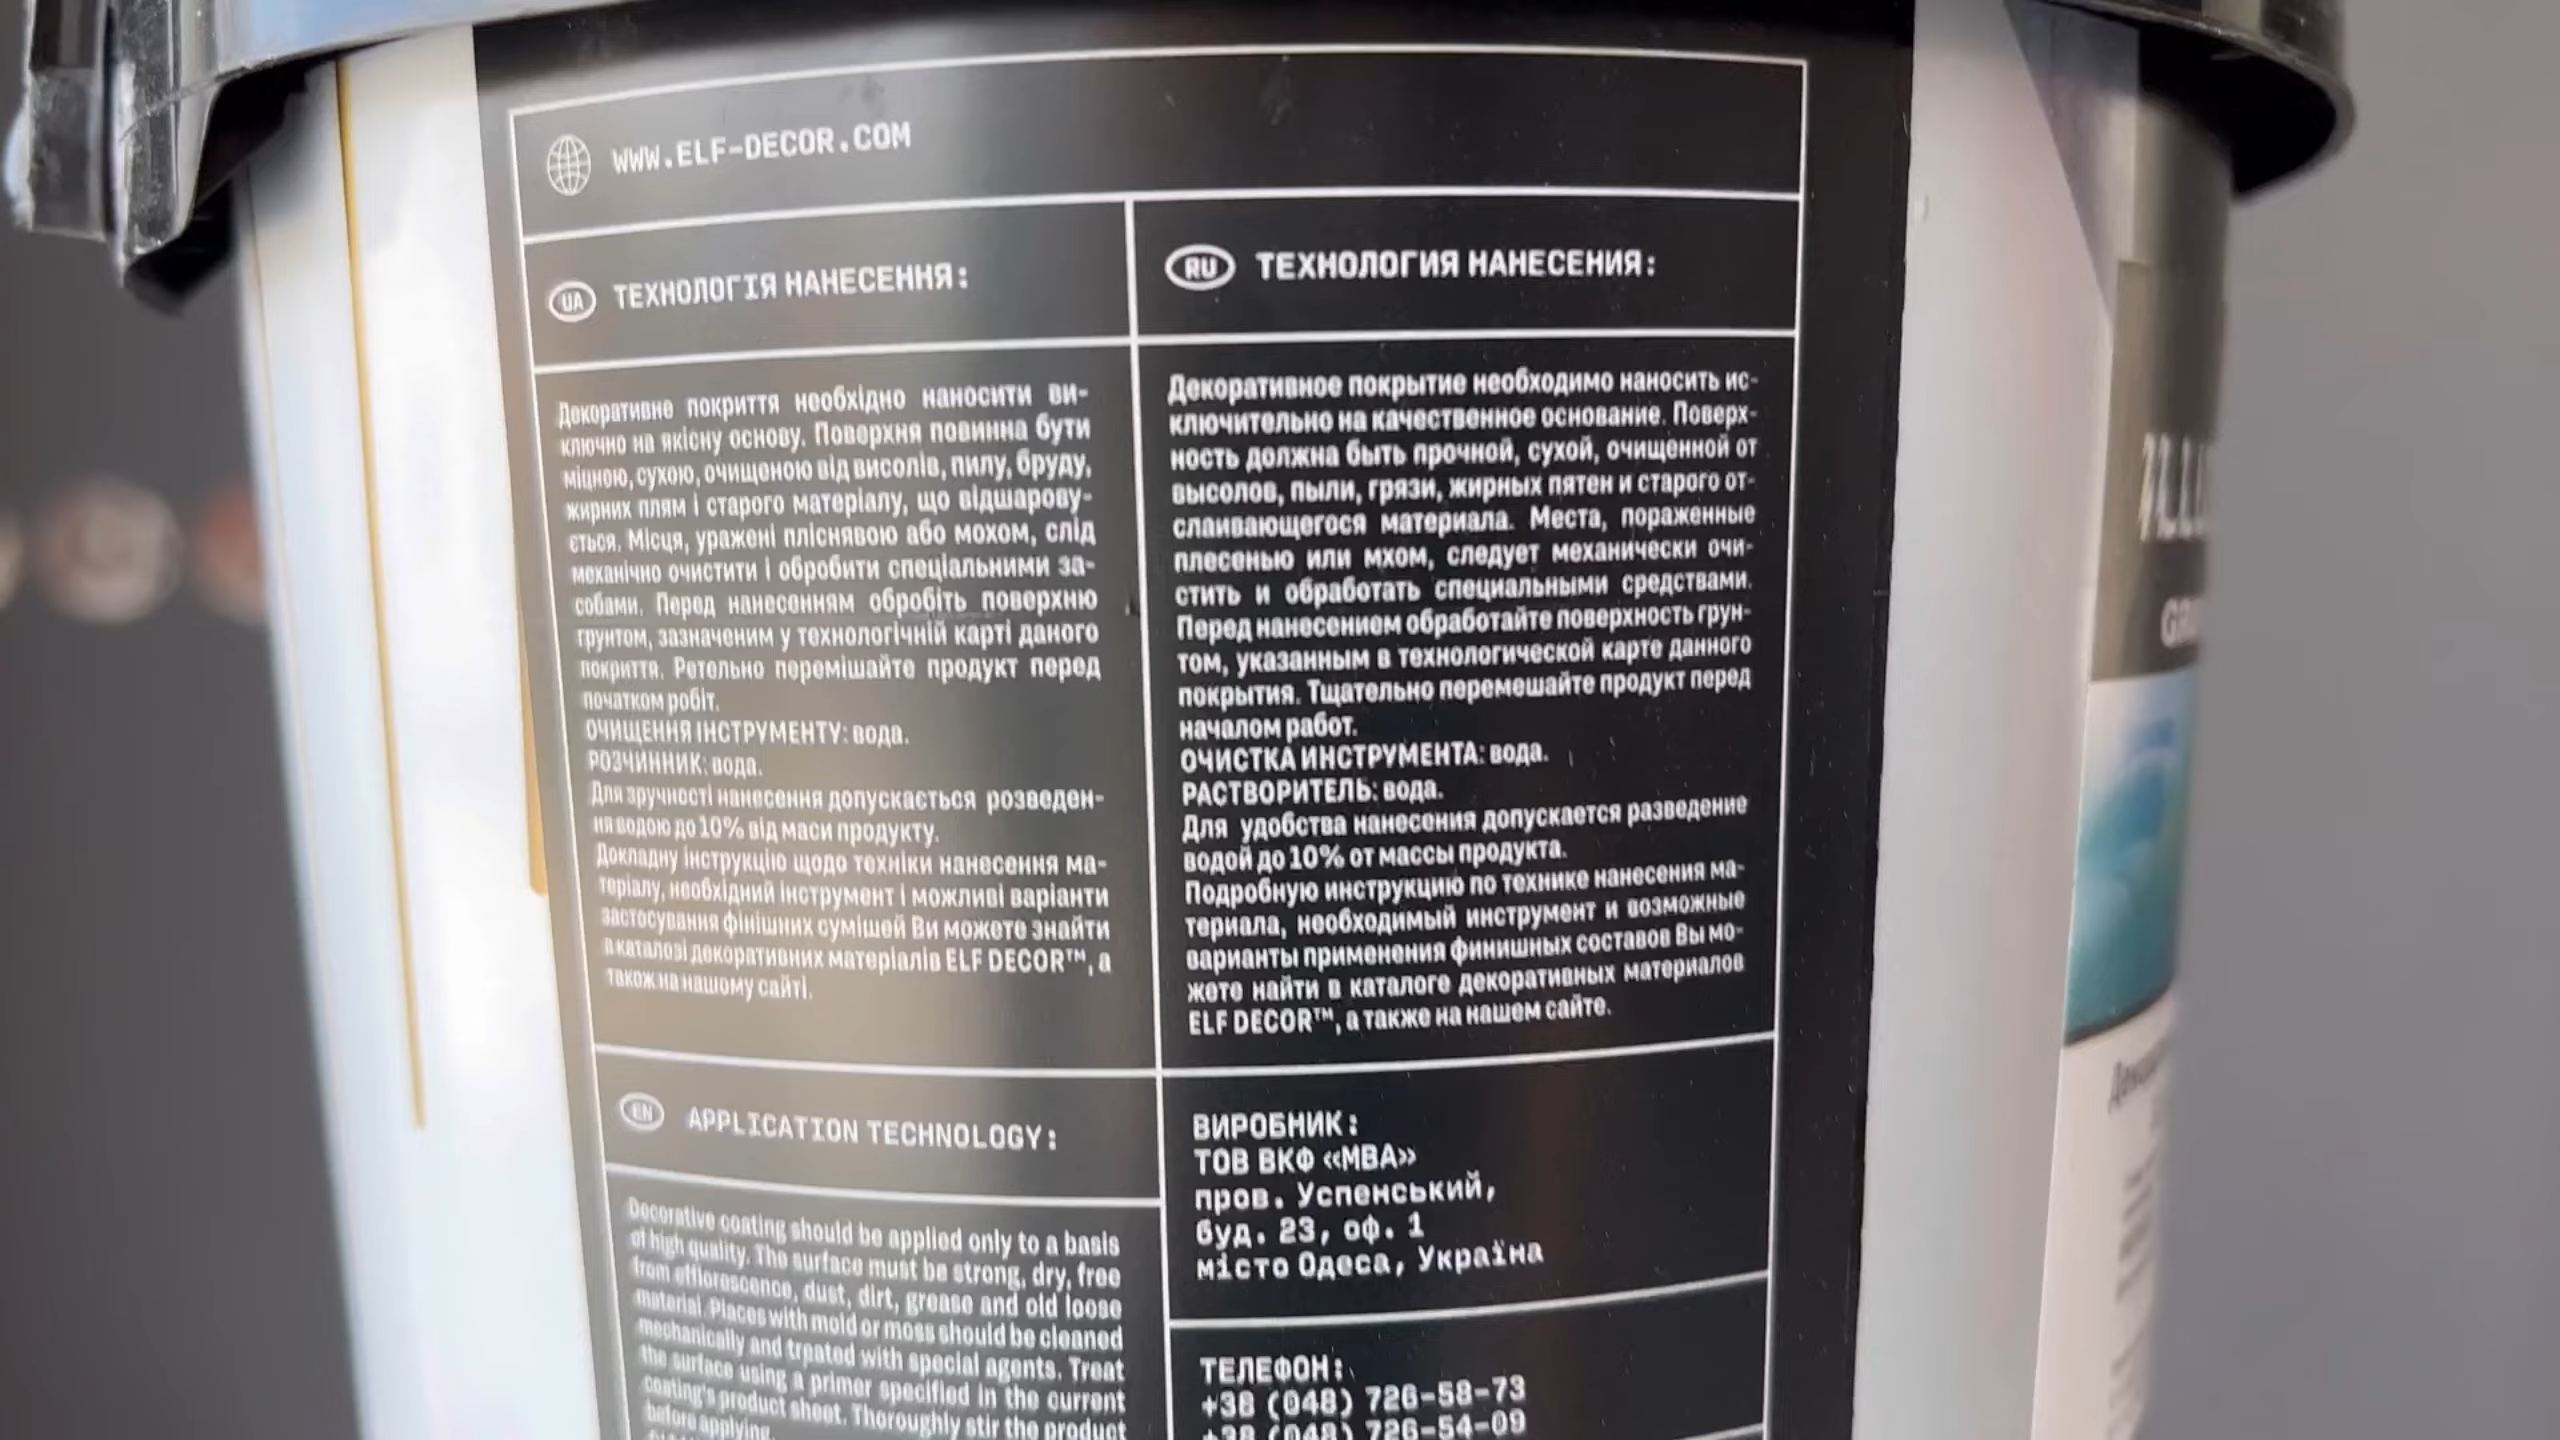 WWW.ELF-DECOR.COM
UA ТЕХНОЛОГІЯ НАНЕСЕННЯ:
Декоративне покриття необхідно наносити ви-
ключно на якісну основу. Поверхня повинна бути
міцною, сухою, очищеною від висолів, пилу, бруду,
жирних плям і старого матеріалу, що відшарову-
ється. Місця, уражені пліснявою або мохом, слід
механічно очистити і обробити спеціальними за-
собами. Перед нанесенням обробіть поверхню
грунтом, зазначеним у технологічній карті даного
покриття. Ретельно перемішайте продукт перед
початком робіт.
ОЧИЩЕННЯ ІНСТРУМЕНТУ: вода.
РОЗЧИННИК: вода.
Для зручності нанесення допускається розведен-
ня водою до 10% від маси продукту.
Докладну інструкцію щодо техніки нанесення ма-
теріалу, необхідний інструмент і можливі варіанти
застосування фінішних сумішей Ви можете знайти
в каталозі декоративних матеріалів ELF DECOR™, а
також на нашому сайті.
RU ТЕХНОЛОГИЯ НАНЕСЕНИЯ:
Декоративное покрытие необходимо наносить ис-
ключительно на качественное основание. Поверх-
ность должна быть прочной, сухой, очищенной от
высолов, пыли, грязи, жирных пятен и старого от-
слаивающегося материала. Места, пораженные
плесенью или мхом, следует механически очи-
стить и обработать специальными средствами.
Перед нанесением обработайте поверхность грун-
том, указанным в технологической карте данного
покрытия. Тщательно перемешайте продукт перед
началом работ.
ОЧИСТКА ИНСТРУМЕНТА: вода.
РАСТВОРИТЕЛЬ: вода.
Для удобства нанесения допускается разведение
водой до 10% от массы продукта.
Подробную инструкцию по технике нанесения ма-
териала, необходимый инструмент и возможные
варианты применения финишных составов Вы мо-
жете найти в каталоге декоративных материалов
ELF DECOR™, а также на нашем сайте.
EN APPLICATION TECHNOLOGY:
Decorative coating should be applied only to a basis
of high quality. The surface must be strong, dry, free
from efflorescence, dust, dirt, grease and old loose
material. Places with mold or moss should be cleaned
mechanically and treated with special agents. Treat
the surface using a primer specified in the current
coating's product sheet. Thoroughly stir the product
before applying.
ВИРОБНИК:
ТОВ ВКФ «МВА»
пров. Успенський,
буд. 23, оф. 1
місто Одеса, Україна
ТЕЛЕФОН:
+38 (048) 726-58-73
+38 (048) 726-54-09